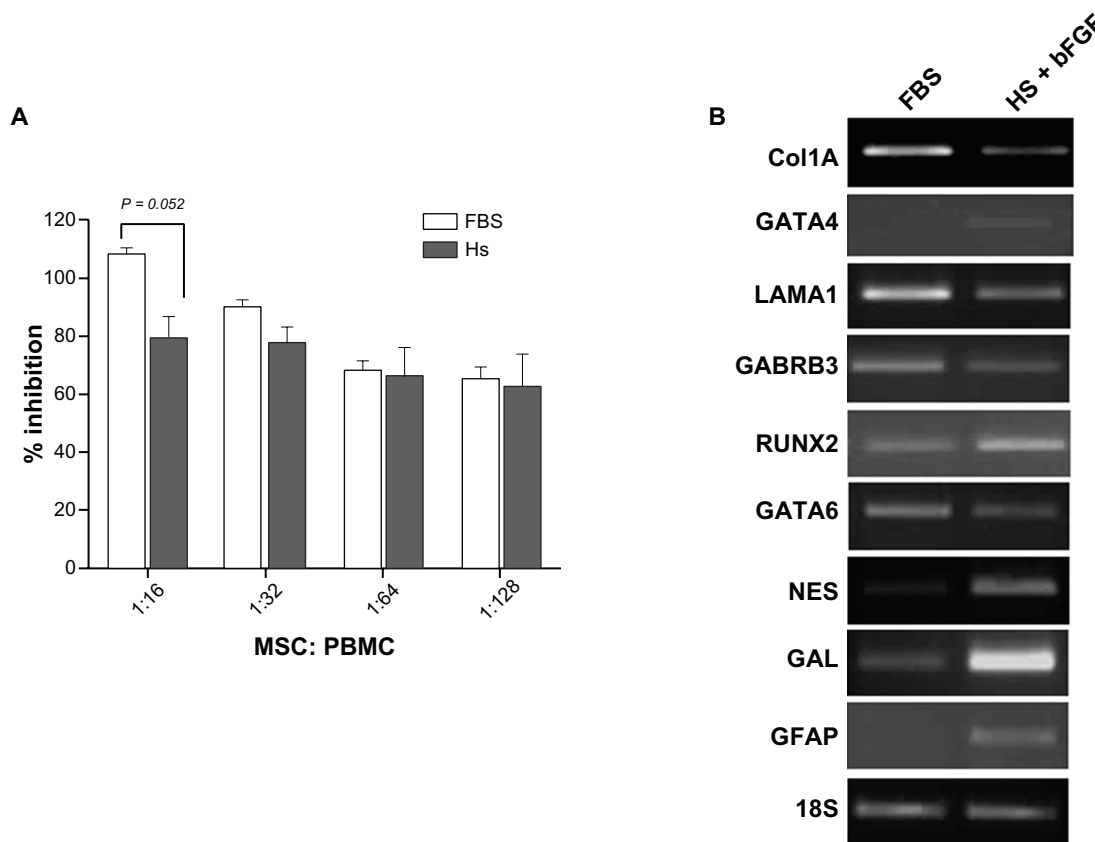 A
P = 0.052
FBS
Hs
120
100
80
60
40
20
0
% inhibition
1:16
1:32
1:64
1:128
MSC: PBMC
B
FBS
HS + bFGF
Col1A
GATA4
LAMA1
GABRB3
RUNX2
GATA6
NES
GAL
GFAP
18S